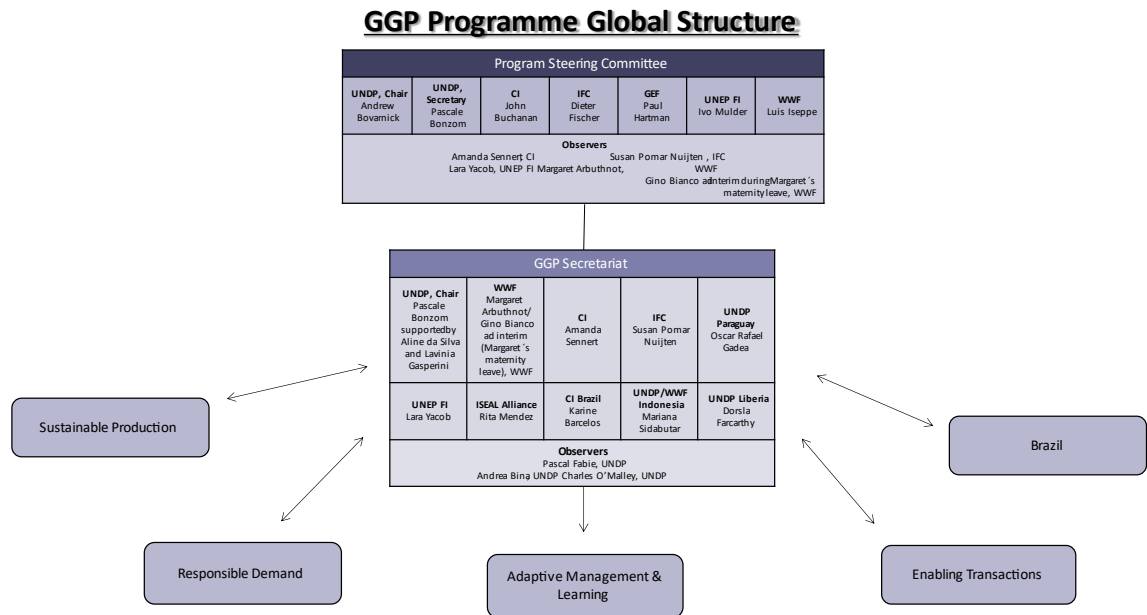 GGP Programme Global Structure
Program Steering Committee
UNDP, Chair
Andrew
Bovarnick
UNDP,
Secretary
Pascale
Bonzom
CI
John
Buchanan
IFC
Dieter
Fischer
GEF
Paul
Hartman
UNEP FI
Ivo Mulder
WWF
Luis Iseppe
Observers
Amanda Sennert, CI Susan Pomar Nuijten , IFC
Lara Yacob, UNEP FI Margaret Arbuthnot, WWF
Gino Bianco ad interim during Margaret´s
maternity leave, WWF
GGP Secretariat
UNDP, Chair
Pascale
Bonzom
supported by
Aline da Silva
and Lavinia
Gasperini
WWF
Margaret
Arbuthnot/
Gino Bianco
ad interim
(Margaret´s
maternity
leave), WWF
CI
Amanda
Sennert
IFC
Susan Pomar
Nuijten
UNDP
Paraguay
Oscar Rafael
Gadea
UNEP FI
Lara Yacob
ISEAL Alliance
Rita Mendez
CI Brazil
Karine
Barcelos
UNDP/WWF
Indonesia
Mariana
Sidabutar
UNDP Liberia
Dorsla
Farcarthy
Observers
Pascal Fabie, UNDP
Andrea Bina, UNDP Charles O’Malley, UNDP
Sustainable Production
Brazil
Responsible Demand
Adaptive Management &
Learning
Enabling Transactions